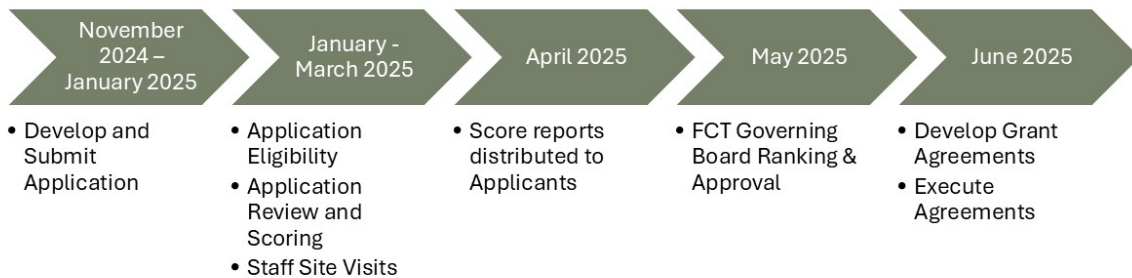 November
2024 –
January 2025
• Develop and
Submit
Application
January -
March 2025
• Application
Eligibility
• Application
Review and
Scoring
• Staff Site Visits
April 2025
• Score reports
distributed to
Applicants
May 2025
• FCT Governing
Board Ranking &
Approval
June 2025
• Develop Grant
Agreements
• Execute
Agreements